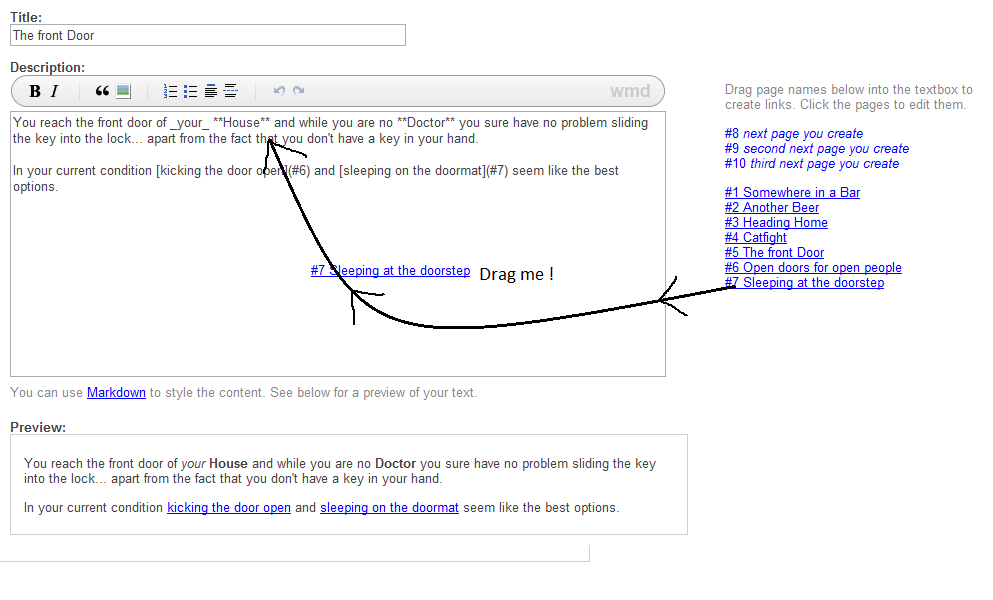 Title:
The front Door
Description:
B I “ wmd
You reach the front door of _your_ **House** and while you are no **Doctor** you sure have no problem sliding
the key into the lock... apart from the fact that you don't have a key in your hand.
In your current condition [kicking the door open](#6) and [sleeping on the doormat](#7) seem like the best
options.
#7 Sleeping at the doorstep Drag me !
Drag page names below into the textbox to
create links. Click the pages to edit them.
#8 next page you create
#9 second next page you create
#10 third next page you create
#1 Somewhere in a Bar
#2 Another Beer
#3 Heading Home
#4 Catfight
#5 The front Door
#6 Open doors for open people
#7 Sleeping at the doorstep
You can use Markdown to style the content. See below for a preview of your text.
Preview:
You reach the front door of your House and while you are no Doctor you sure have no problem sliding the key
into the lock... apart from the fact that you don't have a key in your hand.
In your current condition kicking the door open and sleeping on the doormat seem like the best options.